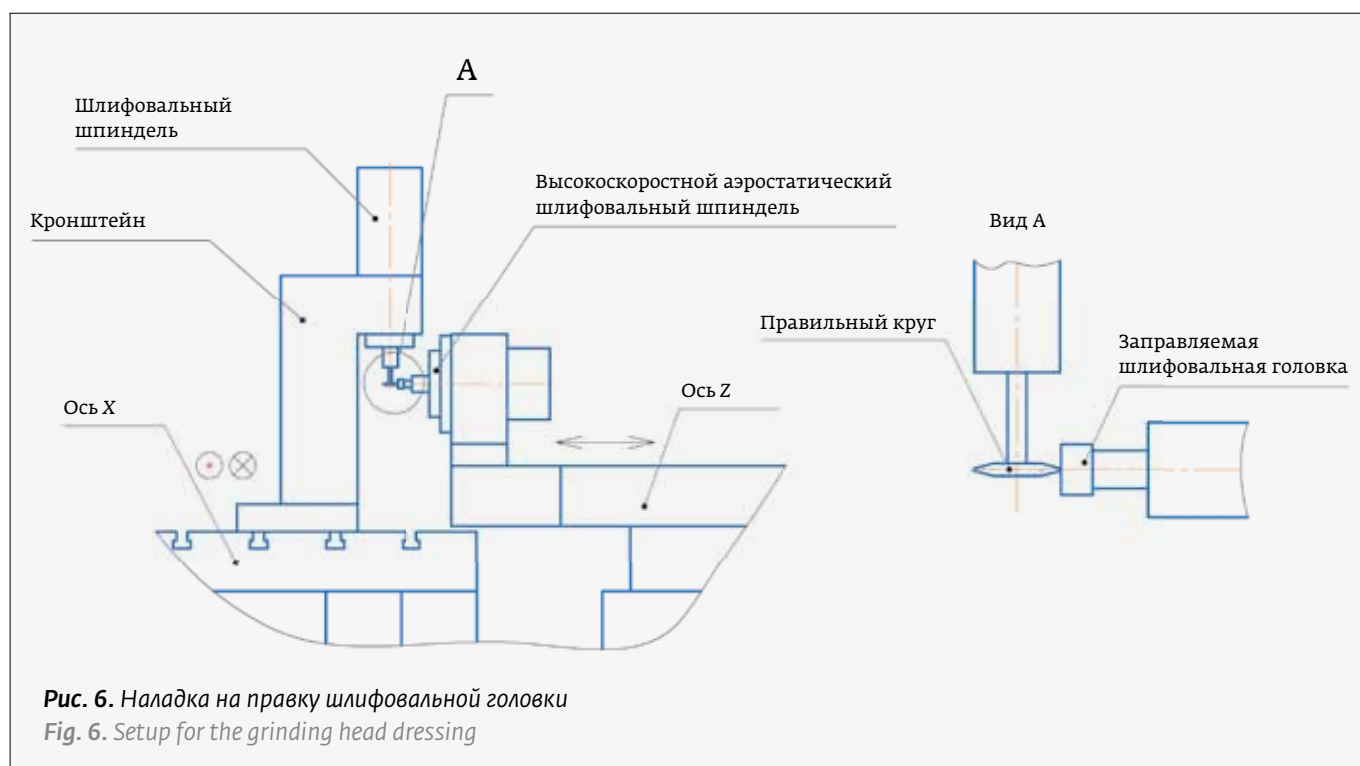 А
Шлифовальный
шпиндель
Высокоскоростной аэростатический
шлифовальный шпиндель
Кронштейн
Вид А
Правильный круг
Заправляемая
шлифовальная головка
Ось X
Ось Z
Рис. 6. Наладка на правку шлифовальной головки
Fig. 6. Setup for the grinding head dressing